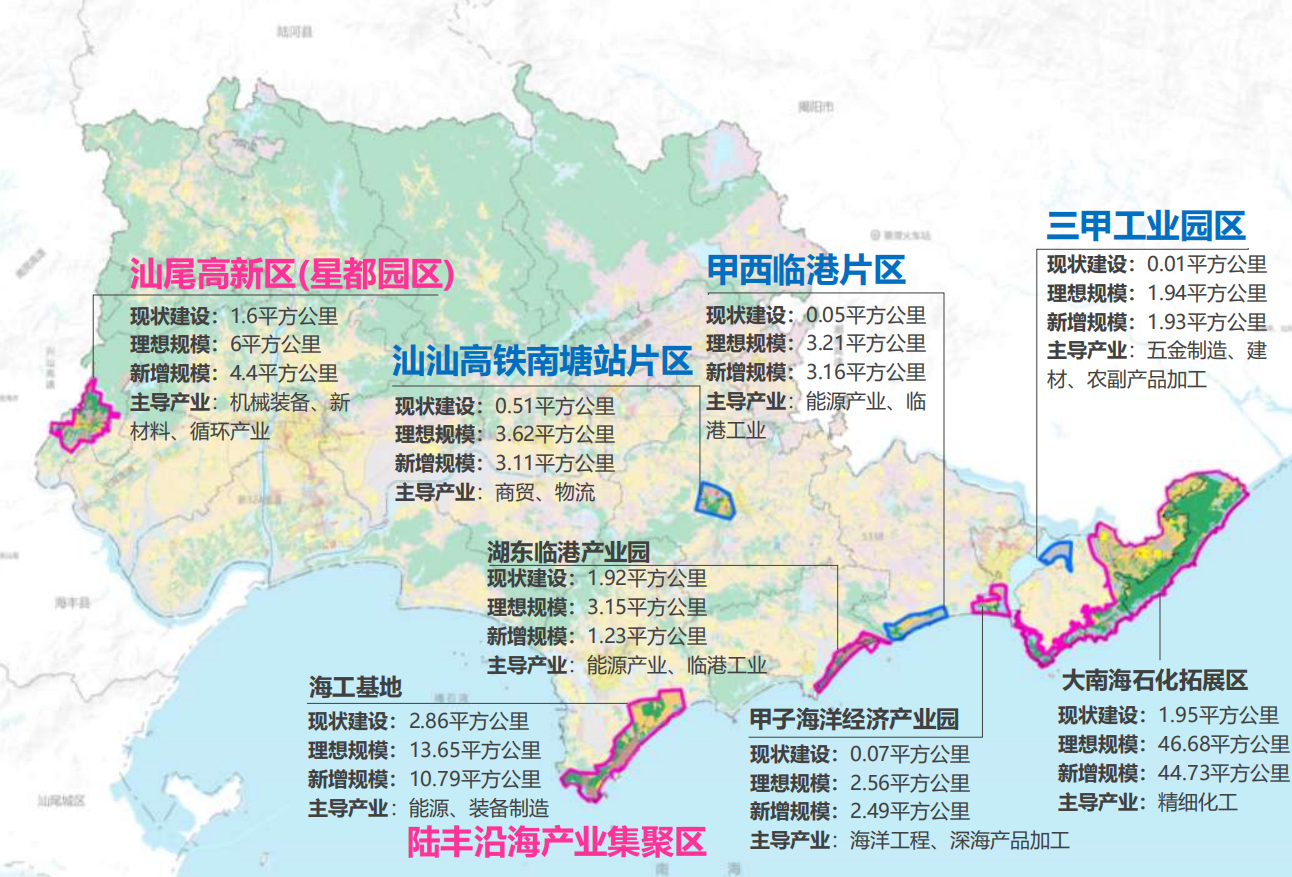 陆河县
揭阳市
三甲工业园区
现状建设：0.01平方公里
理想规模：1.94平方公里
新增规模：1.93平方公里
主导产业：五金制造、建
材、农副产品加工
汕尾高新区(星都园区)
现状建设：1.6平方公里
理想规模：6平方公里
新增规模：4.4平方公里
主导产业：机械装备、新
材料、循环产业
甲西临港片区
现状建设：0.05平方公里
理想规模：3.21平方公里
新增规模：3.16平方公里
主导产业：能源产业、临
港工业
汕汕高铁南塘站片区
现状建设：0.51平方公里
理想规模：3.62平方公里
新增规模：3.11平方公里
主导产业：商贸、物流
S338
湖东临港产业园
现状建设：1.92平方公里
理想规模：3.15平方公里
新增规模：1.23平方公里
主导产业：能源产业、临港工业
海丰县
海工基地
现状建设：2.86平方公里
理想规模：13.65平方公里
新增规模：10.79平方公里
主导产业：能源、装备制造
碣石湾
甲子海洋经济产业园
现状建设：0.07平方公里
理想规模：2.56平方公里
新增规模：2.49平方公里
主导产业：海洋工程、深海产品加工
大南海石化拓展区
现状建设：1.95平方公里
理想规模：46.68平方公里
新增规模：44.73平方公里
主导产业：精细化工
汕尾城区
陆丰沿海产业集聚区
南 海